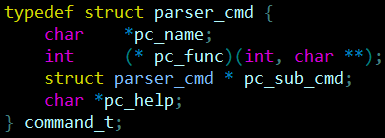 typedef struct parser_cmd {
    char    *pc_name;
    int     (* pc_func)(int, char **);
    struct parser_cmd * pc_sub_cmd;
    char *pc_help;
} command_t;